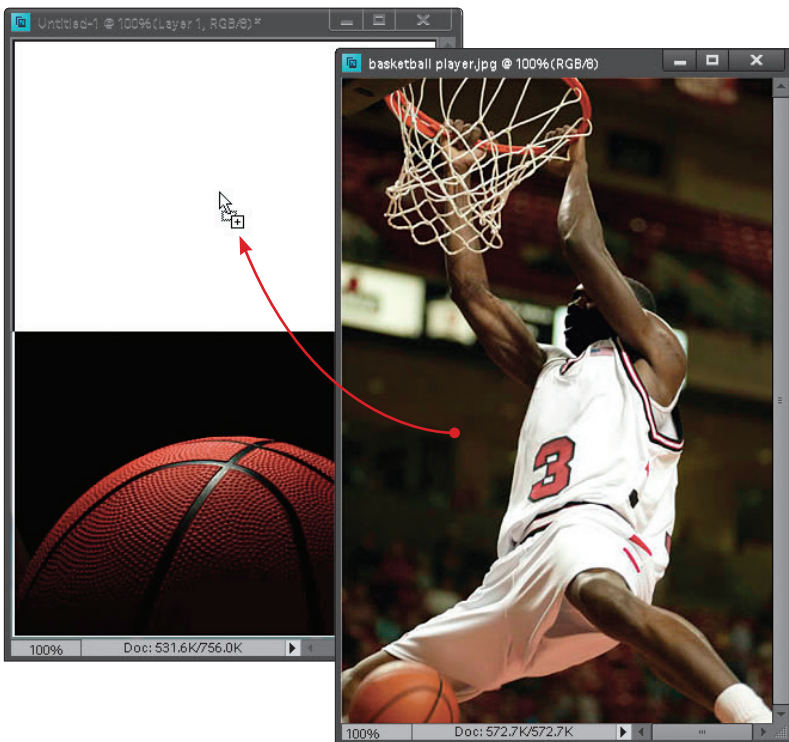 Untitled-1 @ 100%(Layer 1, RGB/8)*
basketball player.jpg @ 100%(RGB/8)
3
100%
Doc: 531.6K/756.0K
100%
Doc: 572.7K/572.7K